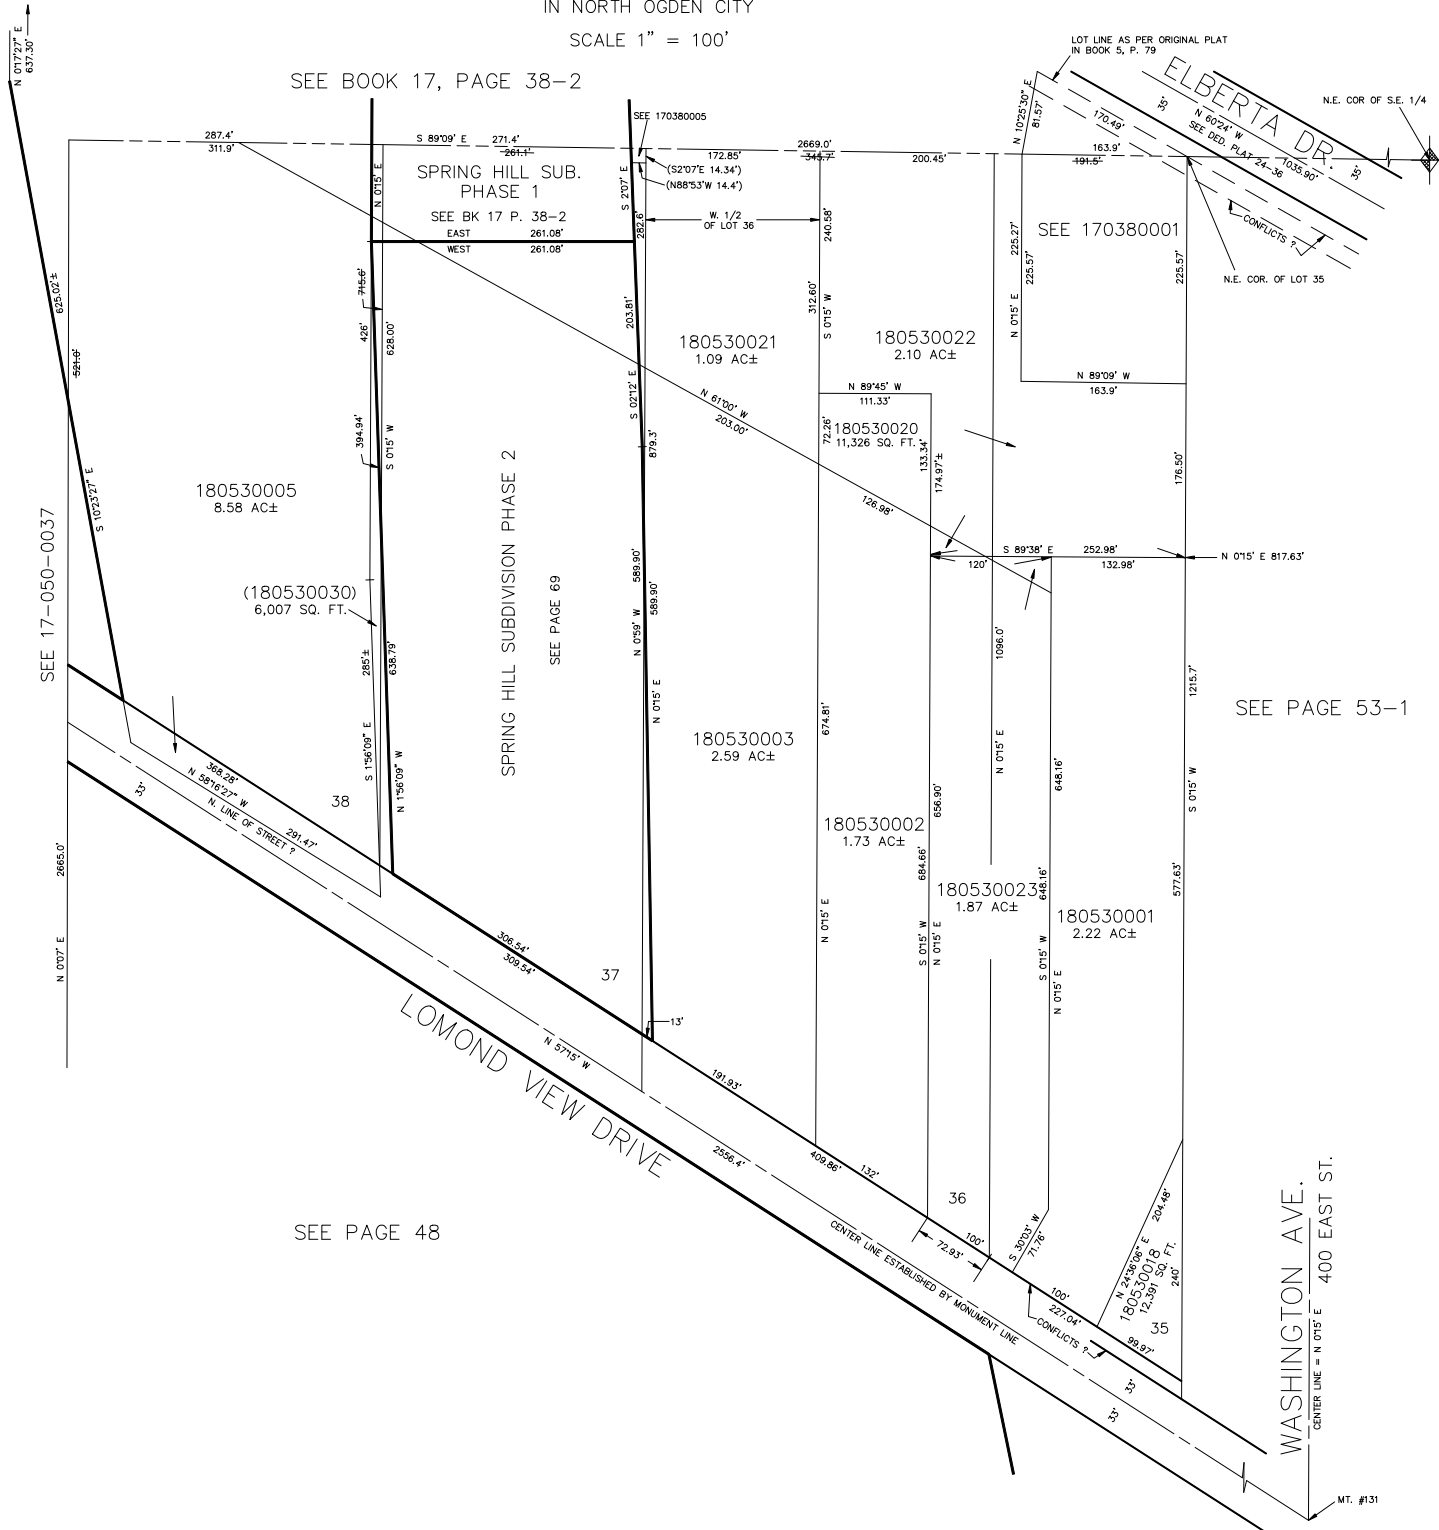 IN NORTH OGDEN CITY
SCALE 1" = 100'
SEE BOOK 17, PAGE 38-2
N 0°17'27" E
637.30'
LOT LINE AS PER ORIGINAL PLAT
IN BOOK 5, P. 79
ELBERTA DR.
35'
N 60°24' W
SEE DED. PLAT 24-36
1035.90'
35'
N.E. COR OF S.E. 1/4
N 10°25'30" E
81.57'
170.49'
SEE 170380005
287.4'
311.9'
S 89°09' E
271.4'
261.1'
172.85'
2669.0'
345.7'
200.45'
163.9'
191.5'
(S2°07'E 14.34')
(N88°53'W 14.4')
SPRING HILL SUB.
PHASE 1
SEE BK 17 P. 38-2
EAST 261.08'
WEST 261.08'
N 0°15' E
S 2°07' E
282.6'
W. 1/2
OF LOT 36
240.58'
SEE 170380001
CONFLICTS ?
N.E. COR. OF LOT 35
225.27'
225.57'
225.57'
N 0°15' E
625.02'±
521.0'
715.6'
426'
628.00'
203.81'
312.60'
S 0°15' W
180530021
1.09 AC±
180530022
2.10 AC±
N 89°09' W
163.9'
N 89°45' W
111.33'
S 02°12' E
N 61°00' W
203.00'
72.26'
180530020
11,326 SQ. FT.
133.34'
174.97'±
394.94'
S 0°15' W
879.3'
176.50'
180530005
8.58 AC±
S 10°23'27" E
SEE 17-050-0037
SPRING HILL SUBDIVISION PHASE 2
SEE PAGE 69
126.98'
S 89°38' E
252.98'
120'
132.98'
N 0°15' E 817.63'
(180530030)
6,007 SQ. FT.
589.90'
589.90'
N 0°59' W
N 0°15' E
285'±
638.79'
S 1°56'09" E
N 1°56'09" W
1096.0'
N 0°15' E
1215.7'
S 0°15' W
SEE PAGE 53-1
180530003
2.59 AC±
674.81'
N 0°15' E
648.16'
368.28'
N 58°16'27" W
N. LINE OF STREET ?
291.47'
33'
38
180530002
1.73 AC±
656.90'
684.66'
S 0°15' W
N 0°15' E
2665.0'
N 0°07' E
180530023
1.87 AC±
648.16'
S 0°15' W
N 0°15' E
180530001
2.22 AC±
577.63'
306.54'
309.54'
37
13'
LOMOND VIEW DRIVE
N 57°15' W
191.93'
2556.4'
409.86'
132'
36
SEE PAGE 48
CENTER LINE ESTABLISHED BY MONUMENT LINE
72.93'
100'
S 30°03' W
71.76'
N 24°36'06" E
204.48'
180530018
12,391 SQ. FT.
240'
35
100'
227.04'
CONFLICTS ?
99.97'
33'
33'
WASHINGTON AVE.
CENTER LINE = N 0°15' E
400 EAST ST.
MT. #131